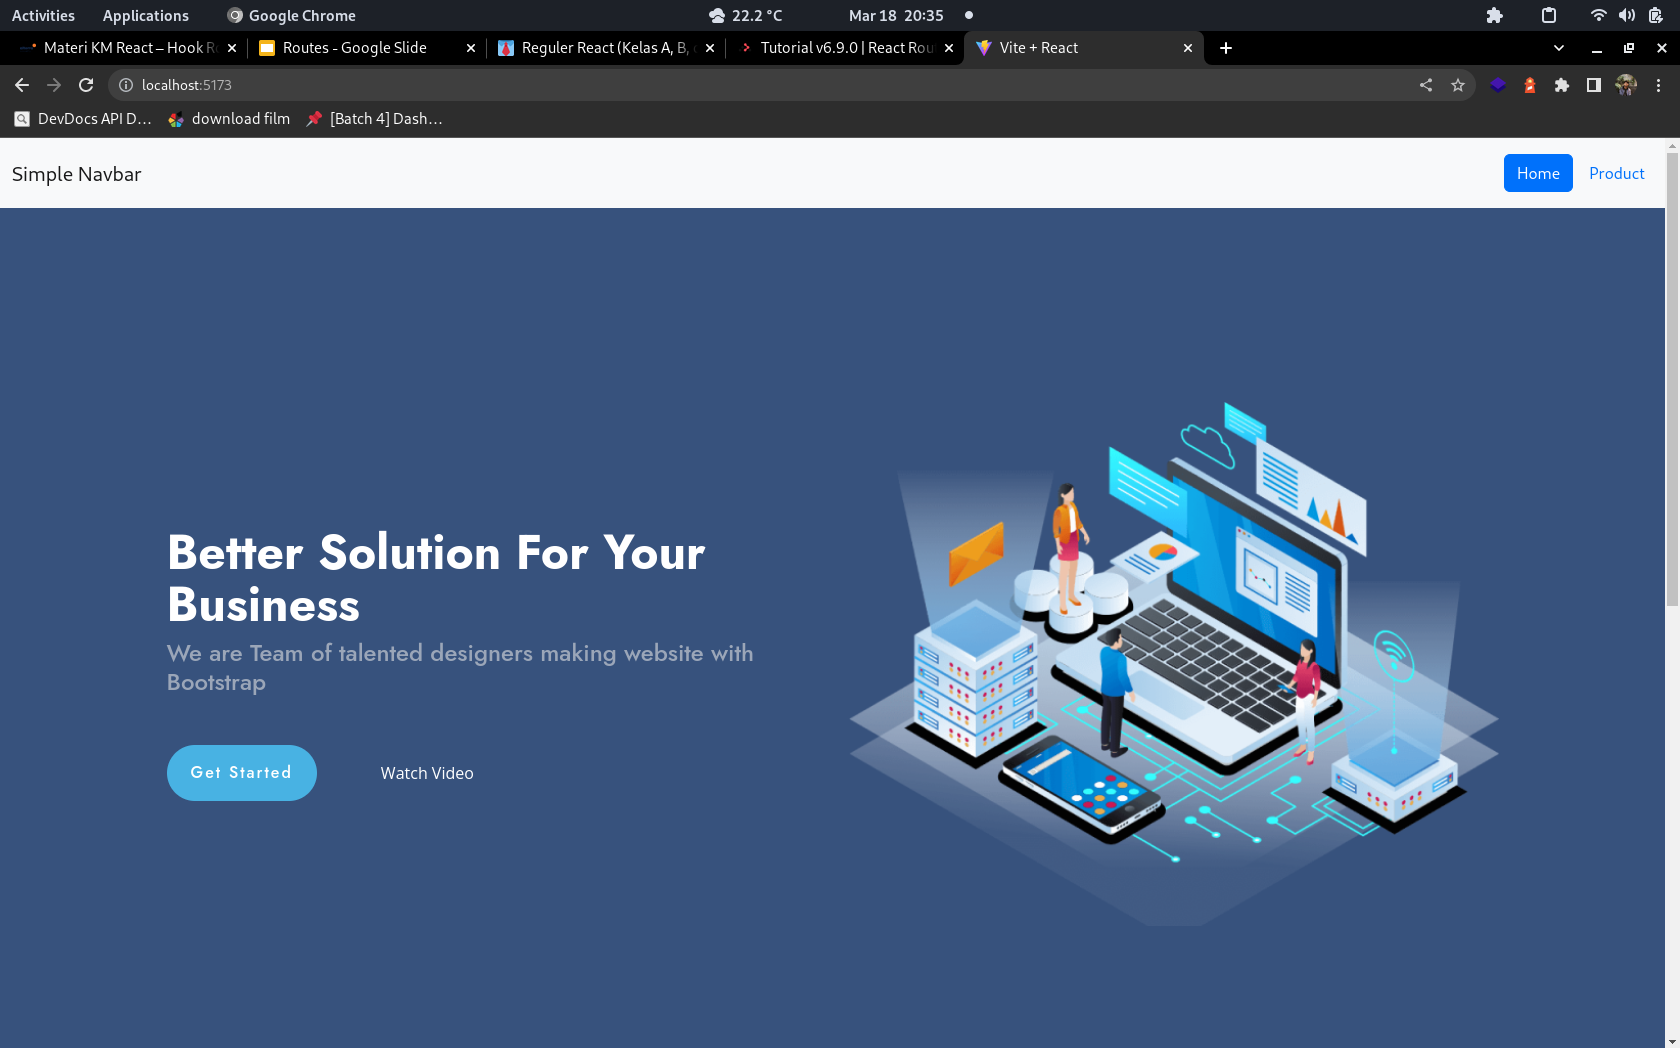 Activities Applications Google Chrome 22.2 °C Mar 18 20:35
Materi KM React – Hook R Routes - Google Slide Reguler React (Kelas A, B, Tutorial v6.9.0 | React Rou Vite + React
localhost:5173
DevDocs API D... download film [Batch 4] Dash...
Simple Navbar Home Product
Better Solution For Your
Business
We are Team of talented designers making website with
Bootstrap
Get Started Watch Video